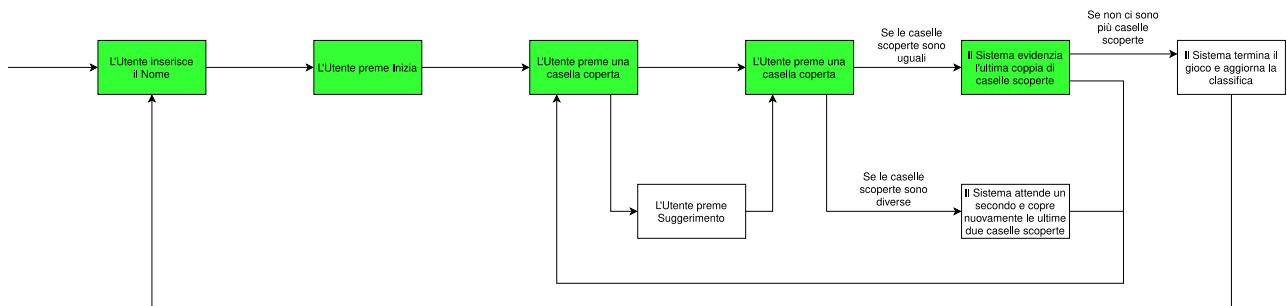 L'Utente inserisce
il Nome
L'Utente preme Inizia
L'Utente preme una
casella coperta
L'Utente preme una
casella coperta
Se le caselle
scoperte sono
uguali
Il Sistema evidenzia
l'ultima coppia di
caselle scoperte
Se non ci sono
più caselle
scoperte
Il Sistema termina il
gioco e aggiorna la
classifica
L'Utente preme
Suggerimento
Se le caselle
scoperte sono
diverse
Il Sistema attende un
secondo e copre
nuovamente le ultime
due caselle scoperte